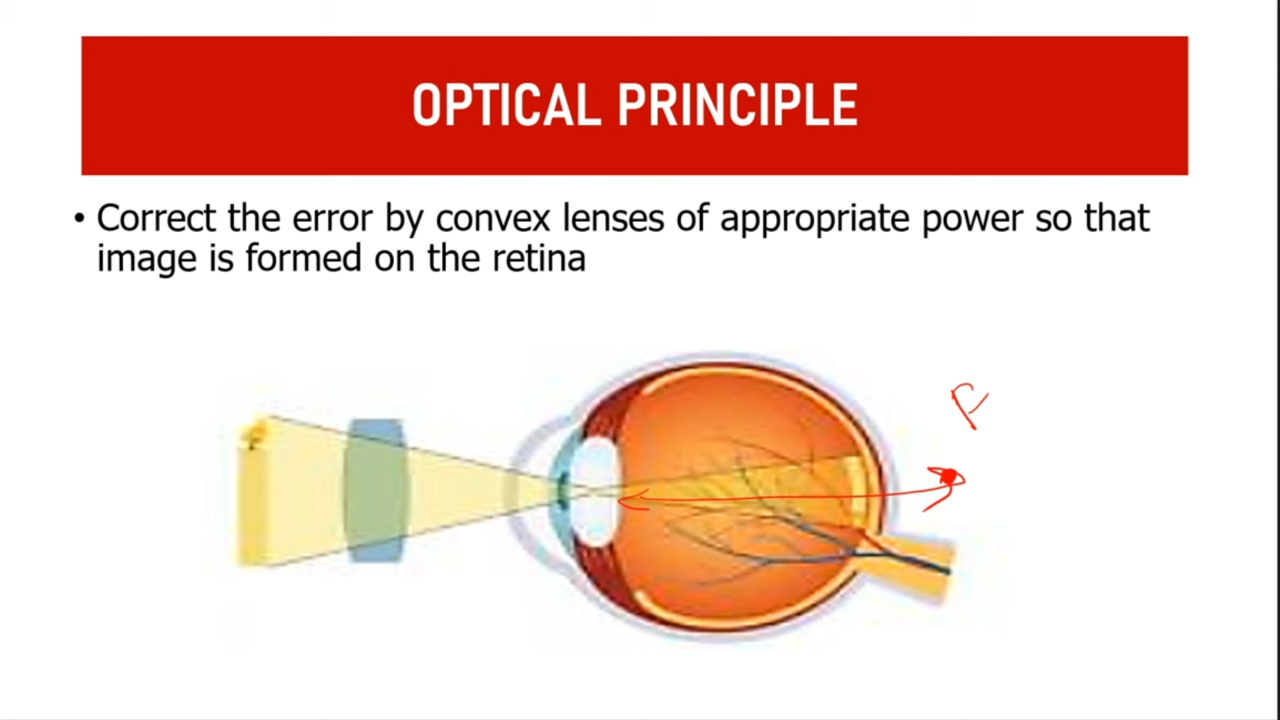 OPTICAL PRINCIPLE
• Correct the error by convex lenses of appropriate power so that
image is formed on the retina